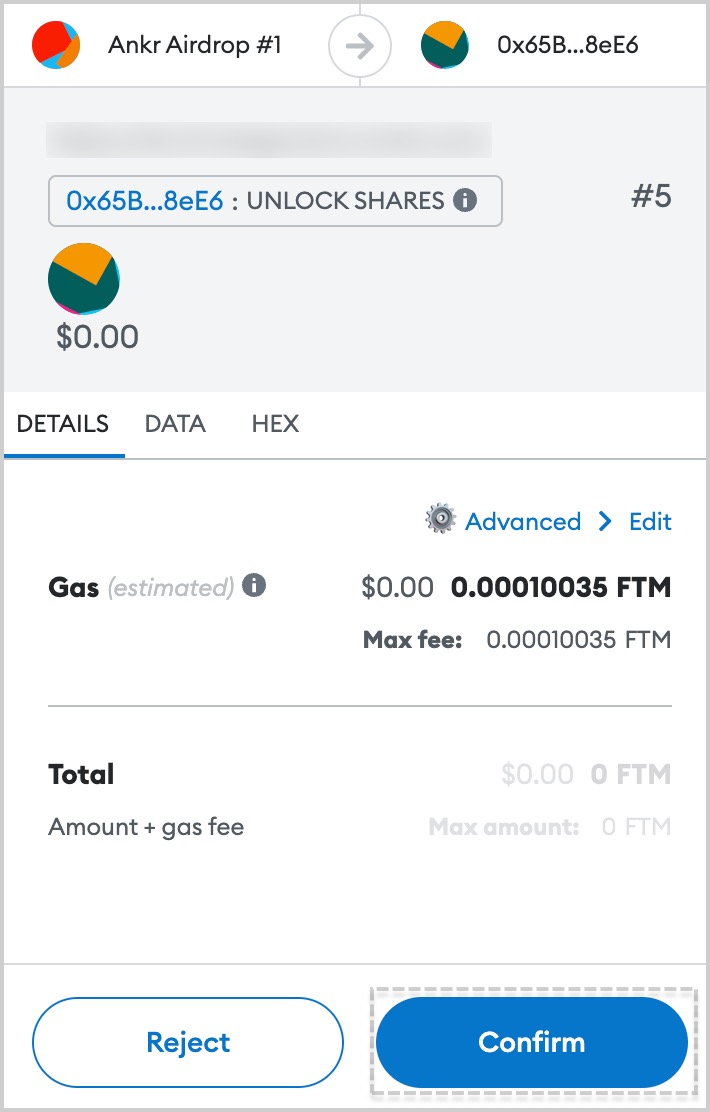 Ankr Airdrop #1
0x65B...8eE6
0x65B...8eE6 : UNLOCK SHARES
#5
$0.00
DETAILS DATA HEX
Advanced Edit
Gas (estimated) $0.00 0.00010035 FTM
Max fee: 0.00010035 FTM
Total $0.00 0 FTM
Amount + gas fee Max amount: 0 FTM
Reject Confirm